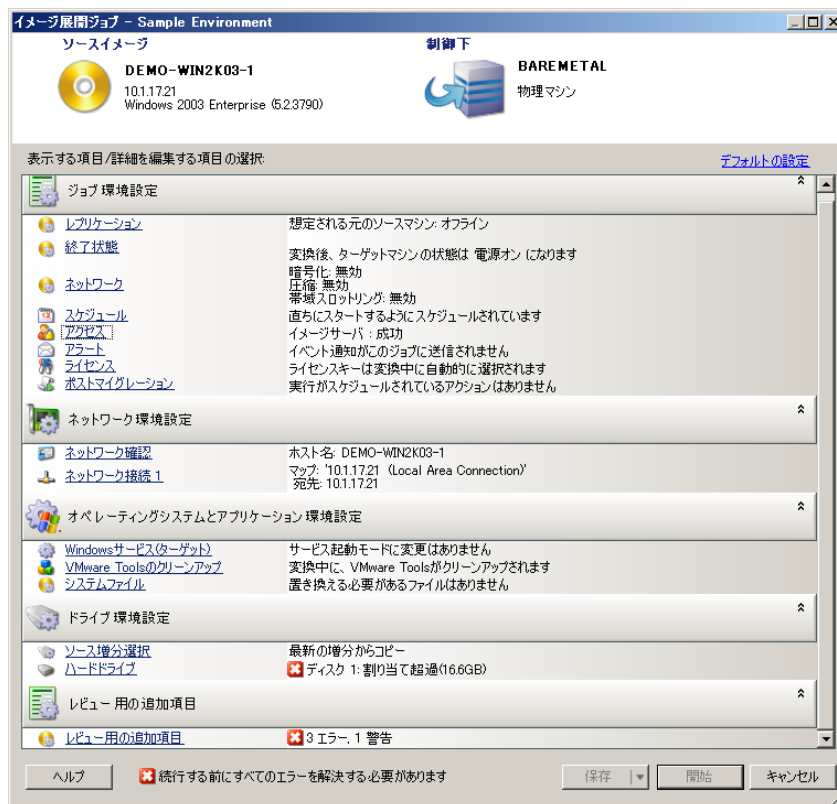 イメージ展開ジョブ - Sample Environment
ソースイメージ
制御下
DEMO-WIN2K03-1
10.1.17.21
Windows 2003 Enterprise (5.2.3790)
BAREMETAL
物理マシン
表示する項目/詳細を編集する項目の選択:
デフォルトの設定
ジョブ環境設定
レプリケーション 想定される元のソースマシン: オフライン
終了状態 変換後、ターゲットマシンの状態は 電源オン になります
ネットワーク 暗号化: 無効
圧縮: 無効
帯域スロットリング: 無効
スケジュール 直ちにスタートするようにスケジュールされています
アクセス イメージサーバ : 成功
アラート イベント通知がこのジョブに送信されません
ライセンス ライセンスキーは変換中に自動的に選択されます
ポストマイグレーション 実行がスケジュールされているアクションはありません
ネットワーク環境設定
ネットワーク確認 ホスト名: DEMO-WIN2K03-1
ネットワーク接続 1 マップ: '10.1.17.21 (Local Area Connection)'
宛先: 10.1.17.21
オペレーティングシステムとアプリケーション環境設定
Windowsサービス(ターゲット) サービス起動モードに変更はありません
VMware Toolsのクリーンアップ 変換中に、VMware Toolsがクリーンアップされます
システムファイル 置き換える必要があるファイルはありません
ドライブ環境設定
ソース増分選択 最新の増分からコピー
ハードドライブ ディスク 1: 割り当て超過(16.6GB)
レビュー用の追加項目
レビュー用の追加項目 3 エラー, 1 警告
ヘルプ 続行する前にすべてのエラーを解決する必要があります 保存 開始 キャンセル